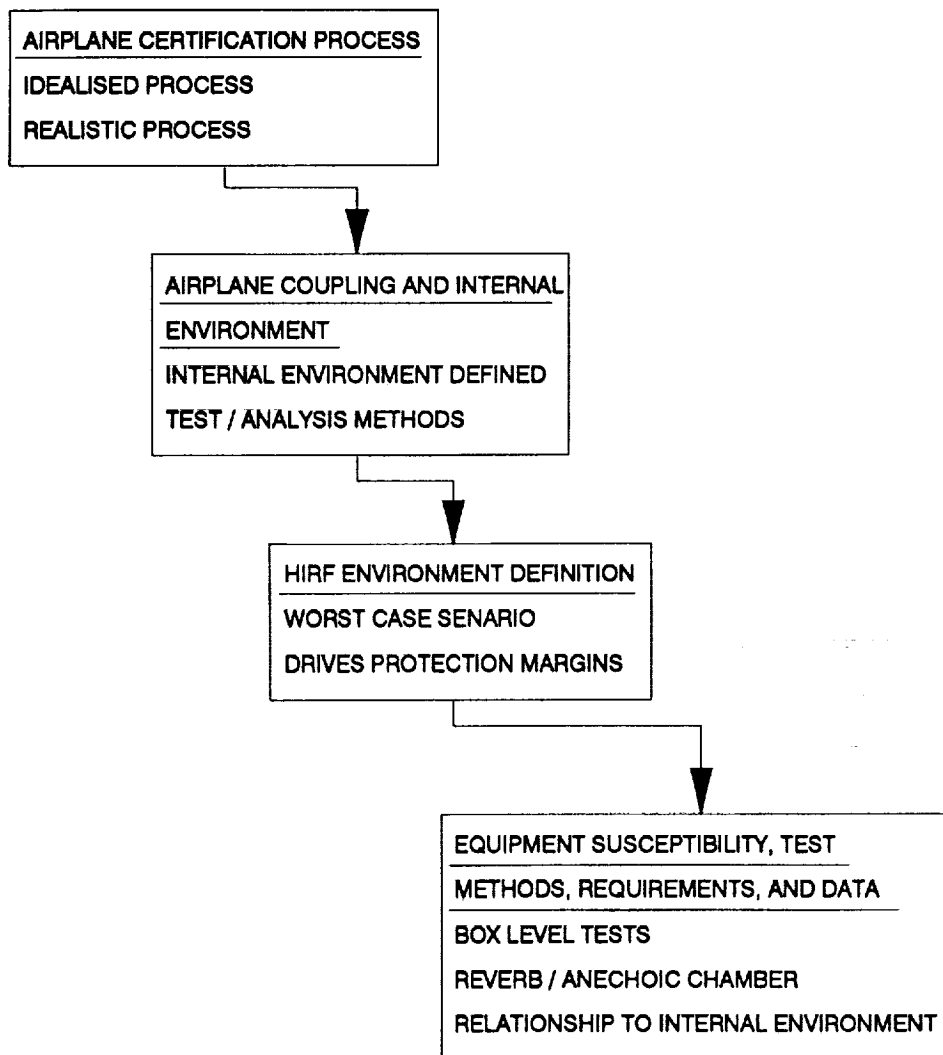 AIRPLANE CERTIFICATION PROCESS
IDEALISED PROCESS
REALISTIC PROCESS
AIRPLANE COUPLING AND INTERNAL
ENVIRONMENT
INTERNAL ENVIRONMENT DEFINED
TEST / ANALYSIS METHODS
HIRF ENVIRONMENT DEFINITION
WORST CASE SENARIO
DRIVES PROTECTION MARGINS
EQUIPMENT SUSCEPTIBILITY, TEST
METHODS, REQUIREMENTS, AND DATA
BOX LEVEL TESTS
REVERB / ANECHOIC CHAMBER
RELATIONSHIP TO INTERNAL ENVIRONMENT